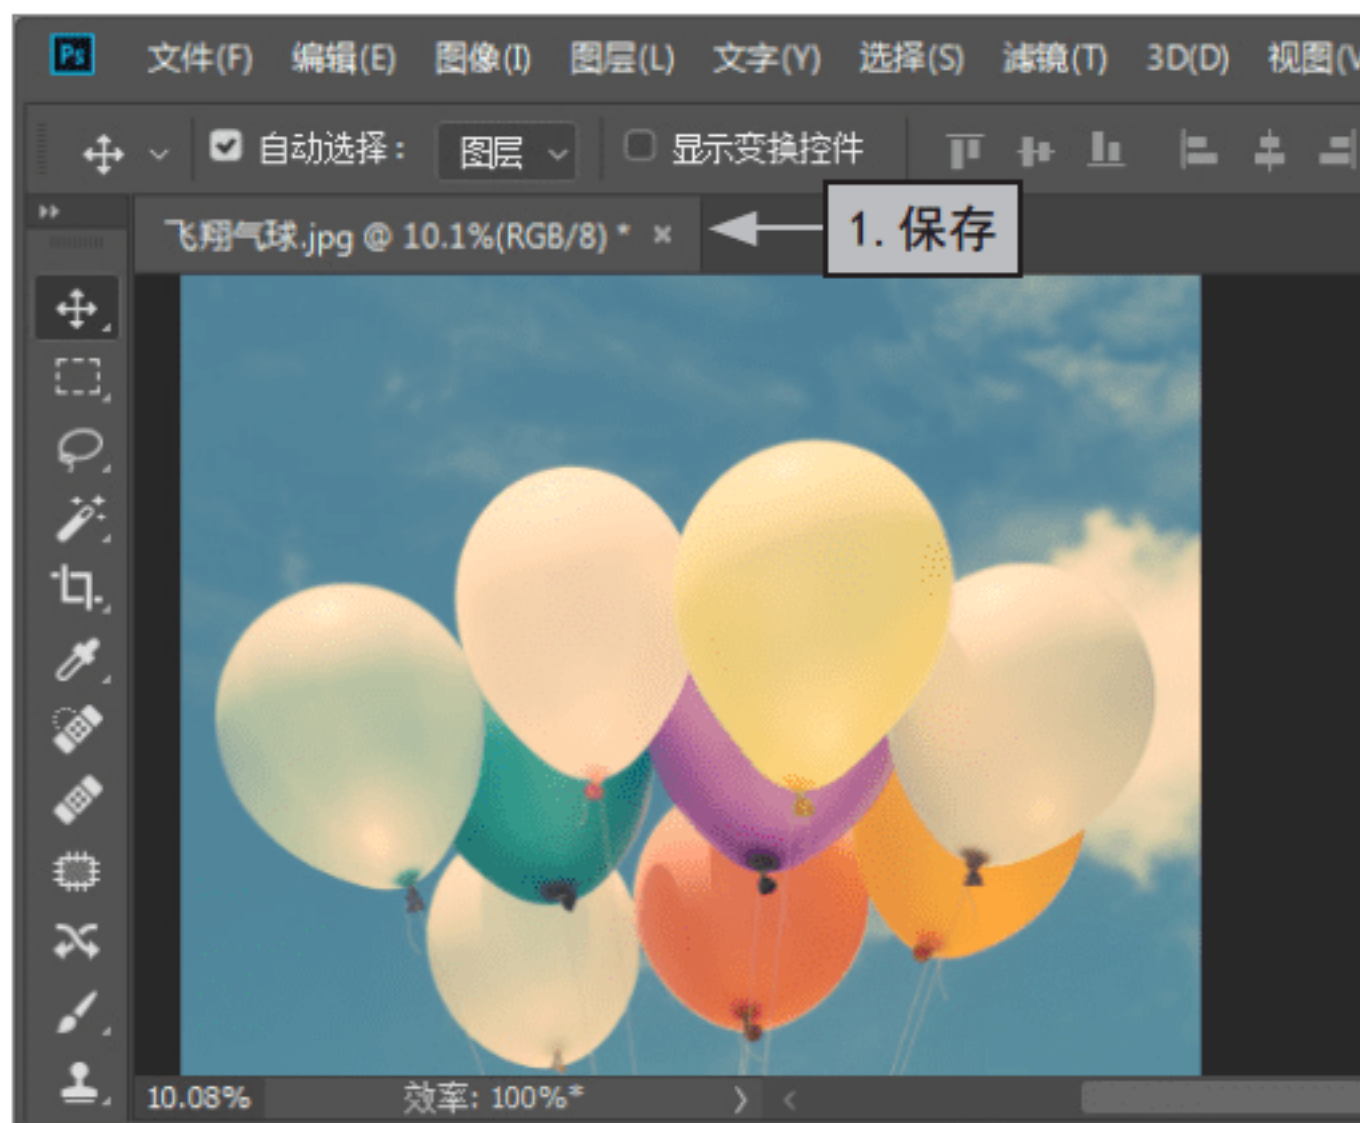 Ps 文件(F) 编辑(E) 图像(I) 图层(L) 文字(Y) 选择(S) 滤镜(T) 3D(D) 视图(V
自动选择： 图层 显示变换控件
飞翔气球.jpg @ 10.1%(RGB/8) * ×
1. 保存
10.08% 效率: 100%*